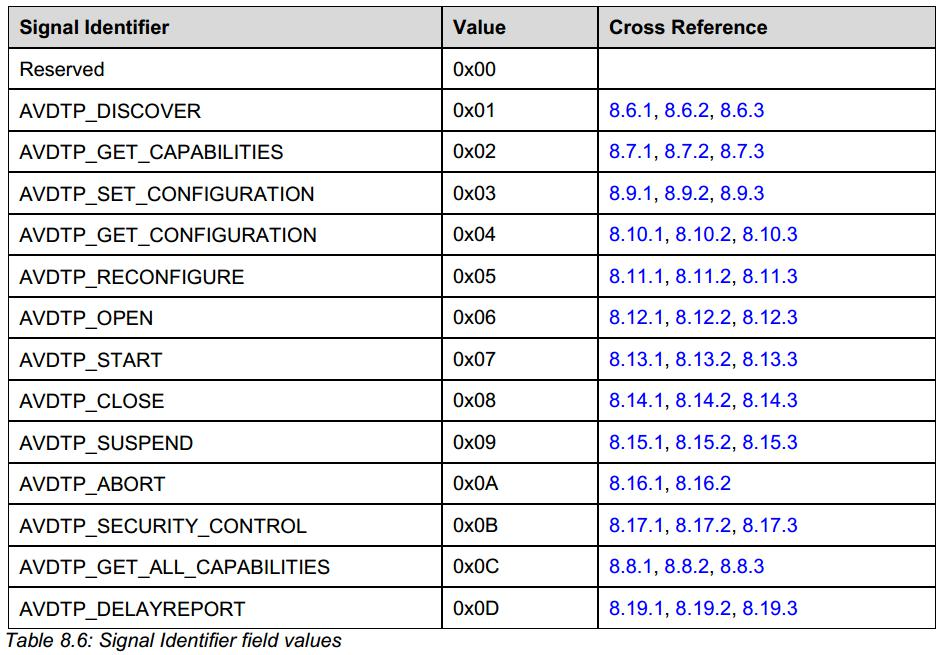 Signal Identifier Value Cross Reference
Reserved 0x00
AVDTP_DISCOVER 0x01 8.6.1, 8.6.2, 8.6.3
AVDTP_GET_CAPABILITIES 0x02 8.7.1, 8.7.2, 8.7.3
AVDTP_SET_CONFIGURATION 0x03 8.9.1, 8.9.2, 8.9.3
AVDTP_GET_CONFIGURATION 0x04 8.10.1, 8.10.2, 8.10.3
AVDTP_RECONFIGURE 0x05 8.11.1, 8.11.2, 8.11.3
AVDTP_OPEN 0x06 8.12.1, 8.12.2, 8.12.3
AVDTP_START 0x07 8.13.1, 8.13.2, 8.13.3
AVDTP_CLOSE 0x08 8.14.1, 8.14.2, 8.14.3
AVDTP_SUSPEND 0x09 8.15.1, 8.15.2, 8.15.3
AVDTP_ABORT 0x0A 8.16.1, 8.16.2
AVDTP_SECURITY_CONTROL 0x0B 8.17.1, 8.17.2, 8.17.3
AVDTP_GET_ALL_CAPABILITIES 0x0C 8.8.1, 8.8.2, 8.8.3
AVDTP_DELAYREPORT 0x0D 8.19.1, 8.19.2, 8.19.3
Table 8.6: Signal Identifier field values